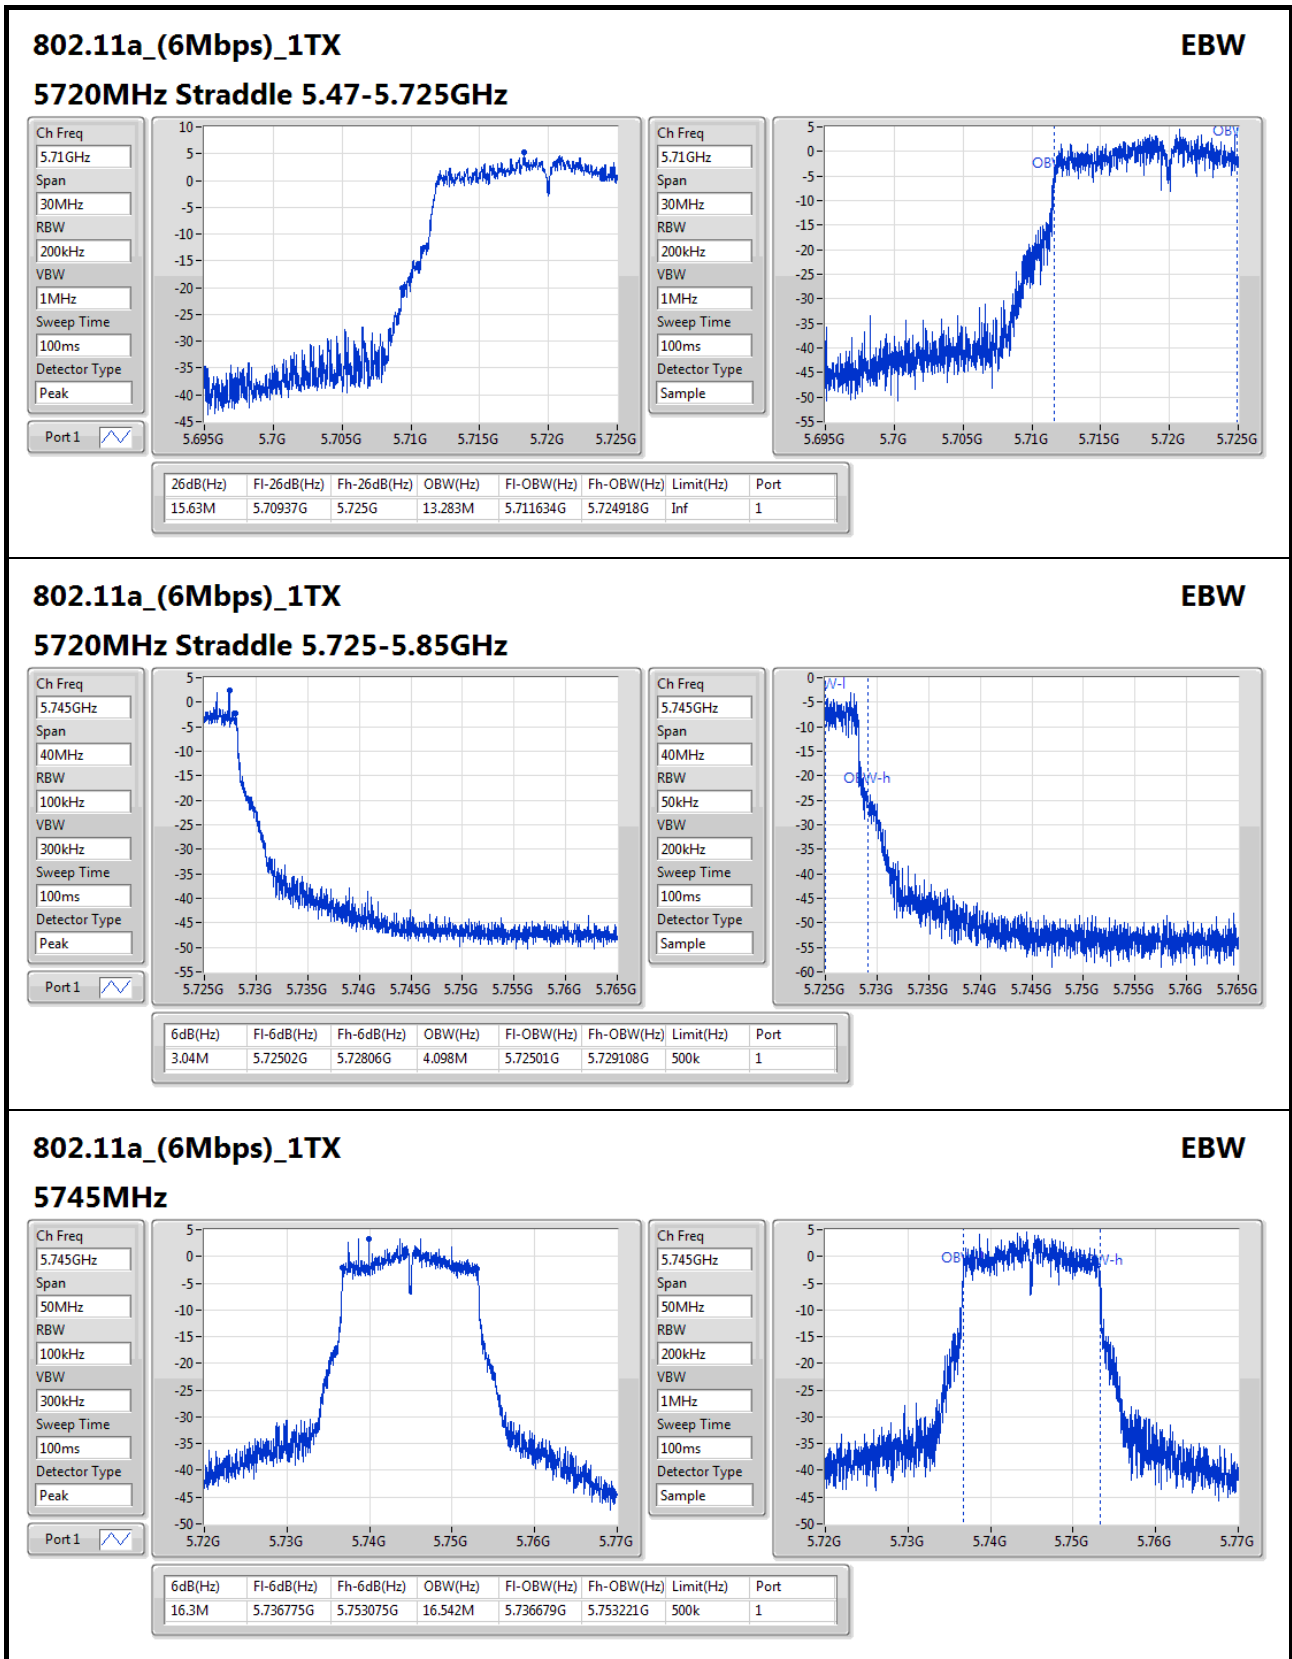 802.11a_(6Mbps)_1TX EBW
5720MHz Straddle 5.47-5.725GHz
Ch Freq
5.71GHz
Span
30MHz
RBW
200kHz
VBW
1MHz
Sweep Time
100ms
Detector Type
Peak
Port 1
10
5
0
-5
-10
-15
-20
-25
-30
-35
-40
-45
5.695G 5.7G 5.705G 5.71G 5.715G 5.72G 5.725G
Ch Freq
5.71GHz
Span
30MHz
RBW
200kHz
VBW
1MHz
Sweep Time
100ms
Detector Type
Sample
5
0
-5
-10
-15
-20
-25
-30
-35
-40
-45
-50
-55
5.695G 5.7G 5.705G 5.71G 5.715G 5.72G 5.725G
26dB(Hz) Fl-26dB(Hz) Fh-26dB(Hz) OBW(Hz) Fl-OBW(Hz) Fh-OBW(Hz) Limit(Hz) Port
15.63M 5.70937G 5.725G 13.283M 5.711634G 5.724918G Inf 1
802.11a_(6Mbps)_1TX EBW
5720MHz Straddle 5.725-5.85GHz
Ch Freq
5.745GHz
Span
40MHz
RBW
100kHz
VBW
300kHz
Sweep Time
100ms
Detector Type
Peak
Port 1
5
0
-5
-10
-15
-20
-25
-30
-35
-40
-45
-50
-55
5.725G 5.73G 5.735G 5.74G 5.745G 5.75G 5.755G 5.76G 5.765G
Ch Freq
5.745GHz
Span
40MHz
RBW
50kHz
VBW
200kHz
Sweep Time
100ms
Detector Type
Sample
0
-5
-10
-15
-20
-25
-30
-35
-40
-45
-50
-55
-60
W-l
OBW-h
5.725G 5.73G 5.735G 5.74G 5.745G 5.75G 5.755G 5.76G 5.765G
6dB(Hz) Fl-6dB(Hz) Fh-6dB(Hz) OBW(Hz) Fl-OBW(Hz) Fh-OBW(Hz) Limit(Hz) Port
3.04M 5.72502G 5.72806G 4.098M 5.72501G 5.729108G 500k 1
802.11a_(6Mbps)_1TX EBW
5745MHz
Ch Freq
5.745GHz
Span
50MHz
RBW
100kHz
VBW
300kHz
Sweep Time
100ms
Detector Type
Peak
Port 1
5
0
-5
-10
-15
-20
-25
-30
-35
-40
-45
-50
5.72G 5.73G 5.74G 5.75G 5.76G 5.77G
Ch Freq
5.745GHz
Span
50MHz
RBW
200kHz
VBW
1MHz
Sweep Time
100ms
Detector Type
Sample
5
0
-5
-10
-15
-20
-25
-30
-35
-40
-45
-50
5.72G 5.73G 5.74G 5.75G 5.76G 5.77G
6dB(Hz) Fl-6dB(Hz) Fh-6dB(Hz) OBW(Hz) Fl-OBW(Hz) Fh-OBW(Hz) Limit(Hz) Port
16.3M 5.736775G 5.753075G 16.542M 5.736679G 5.753221G 500k 1